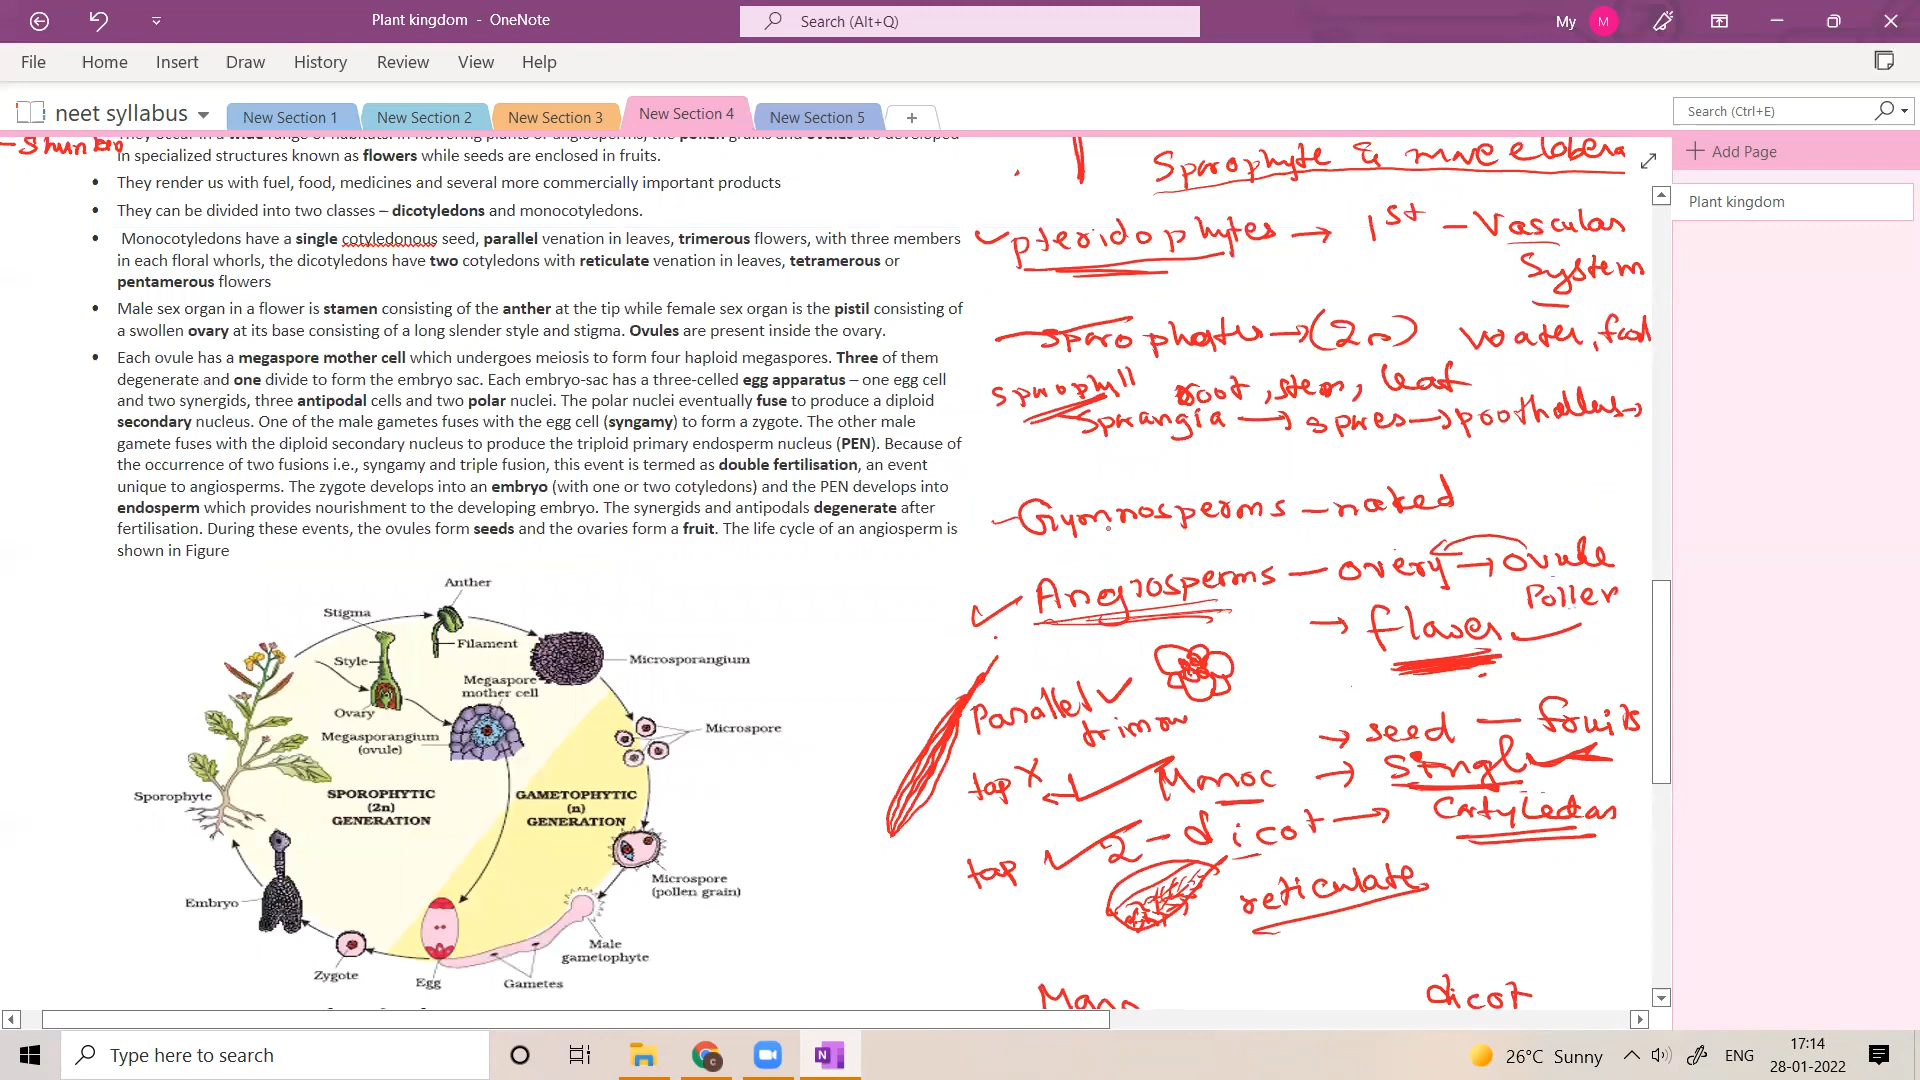 Plant kingdom - OneNote
Search (Alt+Q)
My M
File Home Insert Draw History Review View Help
neet syllabus
New Section 1 New Section 2 New Section 3 New Section 4 New Section 5 +
Search (Ctrl+E)
Add Page
Plant kingdom
in specialized structures known as flowers while seeds are enclosed in fruits.
• They render us with fuel, food, medicines and several more commercially important products
• They can be divided into two classes – dicotyledons and monocotyledons.
• Monocotyledons have a single cotyledonous seed, parallel venation in leaves, trimerous flowers, with three members
in each floral whorls, the dicotyledons have two cotyledons with reticulate venation in leaves, tetramerous or
pentamerous flowers
• Male sex organ in a flower is stamen consisting of the anther at the tip while female sex organ is the pistil consisting of
a swollen ovary at its base consisting of a long slender style and stigma. Ovules are present inside the ovary.
• Each ovule has a megaspore mother cell which undergoes meiosis to form four haploid megaspores. Three of them
degenerate and one divide to form the embryo sac. Each embryo-sac has a three-celled egg apparatus – one egg cell
and two synergids, three antipodal cells and two polar nuclei. The polar nuclei eventually fuse to produce a diploid
secondary nucleus. One of the male gametes fuses with the egg cell (syngamy) to form a zygote. The other male
gamete fuses with the diploid secondary nucleus to produce the triploid primary endosperm nucleus (PEN). Because of
the occurrence of two fusions i.e., syngamy and triple fusion, this event is termed as double fertilisation, an event
unique to angiosperms. The zygote develops into an embryo (with one or two cotyledons) and the PEN develops into
endosperm which provides nourishment to the developing embryo. The synergids and antipodals degenerate after
fertilisation. During these events, the ovules form seeds and the ovaries form a fruit. The life cycle of an angiosperm is
shown in Figure
Anther
Stigma
Filament
Style
Microsporangium
Megaspore
mother cell
Ovary
Megasporangium
(ovule)
Microspore
Sporophyte
SPOROPHYTIC
(2n)
GENERATION
GAMETOPHYTIC
(n)
GENERATION
Microspore
(pollen grain)
Embryo
Male
gametophyte
Zygote
Egg
Gametes
Sporophyte &
pteridophytes → 1st – Vascular
System
→ (2n) water, food
root, stem, leaf
Sporangia → spores →
Gymnosperms – naked
Angiosperms – overy → ovule
→ flower
Parallel
→ seed – fruits
tap X Monoc → Singl
tap 2 – dicot →
reticulate
dicot
Type here to search
26°C Sunny
ENG
17:14
28-01-2022